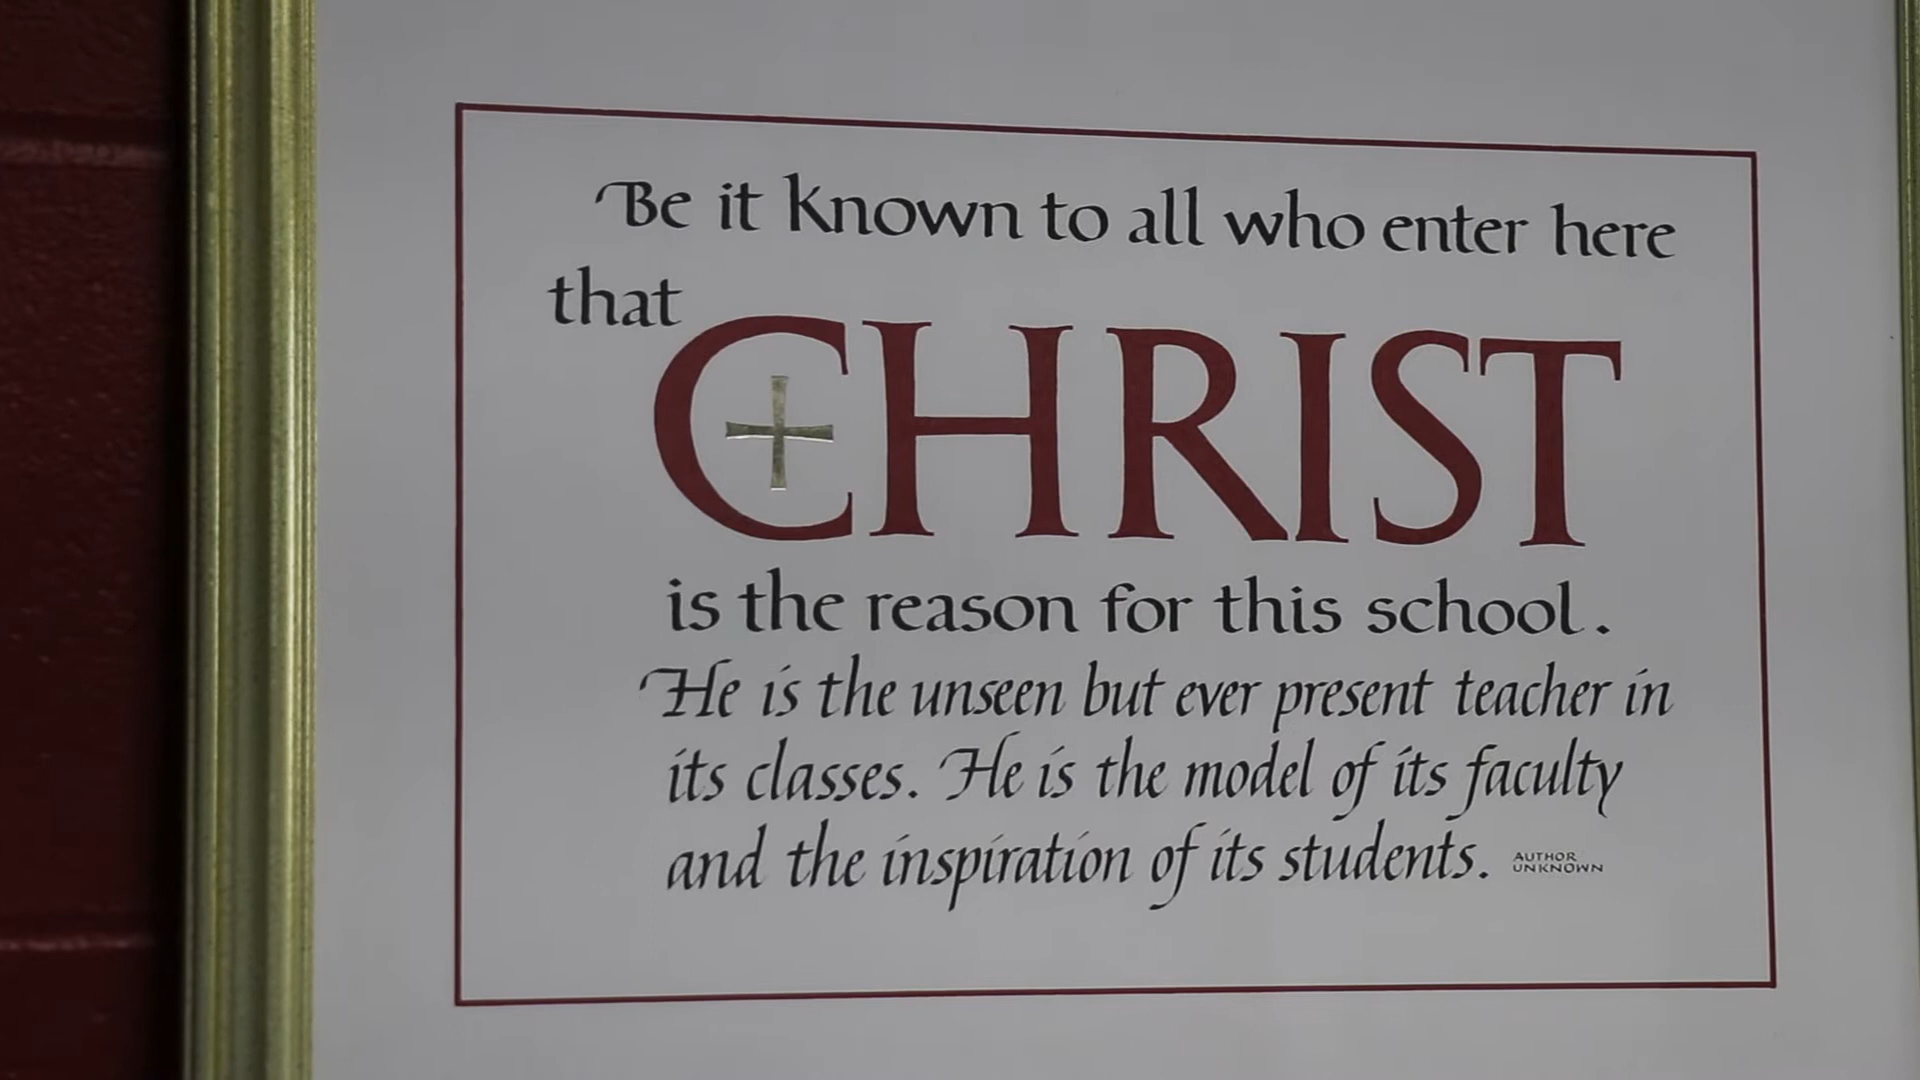 Be it known to all who enter here
that CHRIST
is the reason for this school.
He is the unseen but ever present teacher in
its classes. He is the model of its faculty
and the inspiration of its students. AUTHOR
UNKNOWN